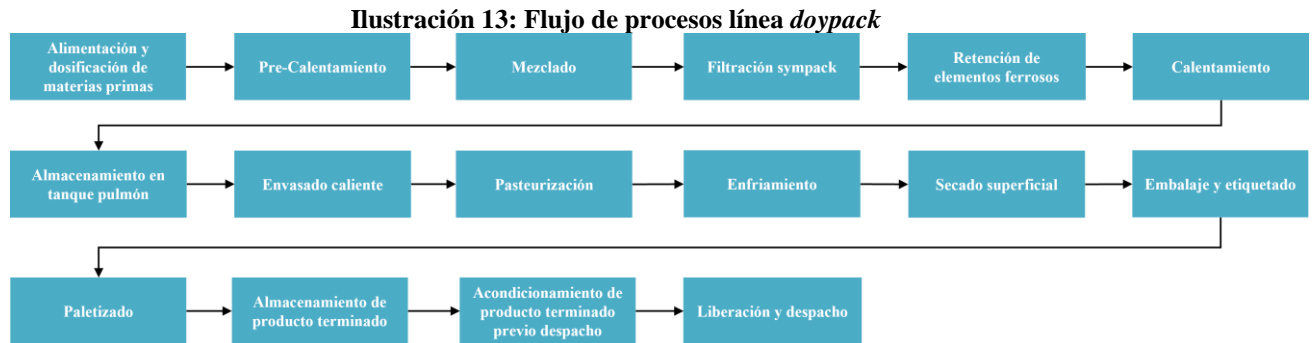 Ilustración 13: Flujo de procesos línea doypack
Alimentación y
dosificación de
materias primas
Pre-Calentamiento
Mezclado
Filtración sympack
Retención de
elementos ferrosos
Calentamiento
Almacenamiento en
tanque pulmón
Envasado caliente
Pasteurización
Enfriamiento
Secado superficial
Embalaje y etiquetado
Paletizado
Almacenamiento de
producto terminado
Acondicionamiento de
producto terminado
previo despacho
Liberación y despacho